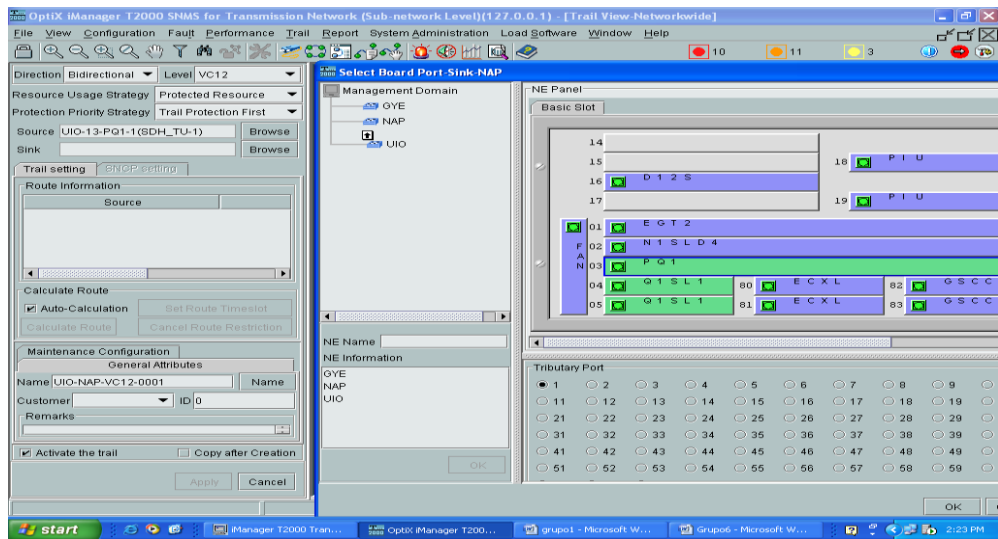 OptiX iManager T2000 SNMS for Transmission Network (Sub-network Level)(127.0.0.1) - [Trail View-Networkwide]
File View Configuration Fault Performance Trail Report System Administration Load Software Window Help
10 11 3
Direction Bidirectional Level VC12
Resource Usage Strategy Protected Resource
Protection Priority Strategy Trail Protection First
Source UIO-13-PQ1-1(SDH_TU-1) Browse
Sink Browse
Trail setting SNCP setting
Route Information
Source
Calculate Route
Auto-Calculation Set Route Timeslot
Calculate Route Cancel Route Restriction
Maintenance Configuration
General Attributes
Name UIO-NAP-VC12-0001 Name
Customer ID 0
Remarks
Activate the trail Copy after Creation
Apply Cancel
Select Board Port-Sink-NAP
Management Domain
GYE
NAP
UIO
NE Name
NE Information
GYE
NAP
UIO
OK
NE Panel
Basic Slot
14
15 18 PIU
16 D12S
17 19 PIU
FAN
01 EGT2
02 N1SLD4
03 PQ1
04 Q1SL1 80 ECXL 82 GSCC
05 Q1SL1 81 ECXL 83 GSCC
Tributary Port
1 2 3 4 5 6 7 8 9
11 12 13 14 15 16 17 18 19
21 22 23 24 25 26 27 28 29
31 32 33 34 35 36 37 38 39
41 42 43 44 45 46 47 48 49
51 52 53 54 55 56 57 58 59
OK
start iManager T2000 Tran... OptiX iManager T200... grupo1 - Microsoft W... Grupo6 - Microsoft W... 2:23 PM